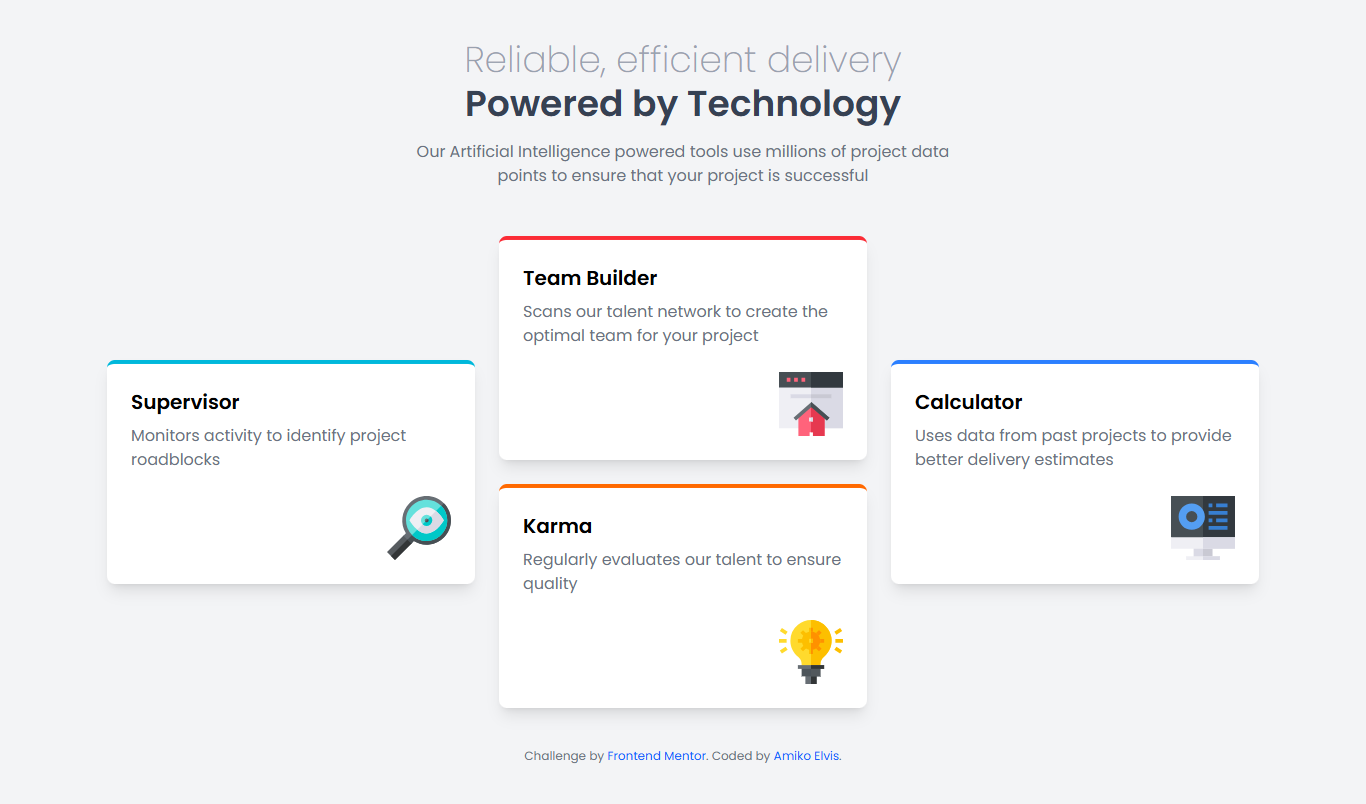 Reliable, efficient delivery
Powered by Technology
Our Artificial Intelligence powered tools use millions of project data
points to ensure that your project is successful
Supervisor
Monitors activity to identify project
roadblocks
Team Builder
Scans our talent network to create the
optimal team for your project
Karma
Regularly evaluates our talent to ensure
quality
Calculator
Uses data from past projects to provide
better delivery estimates
Challenge by Frontend Mentor. Coded by Amiko Elvis.